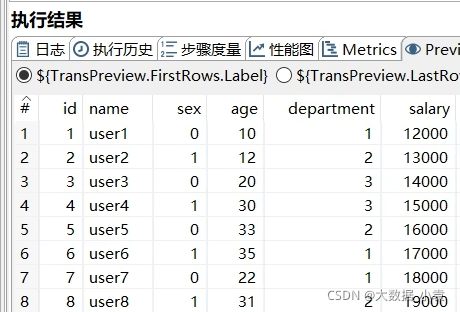 执行结果
日志 执行历史 步骤度量 性能图 Metrics Previ
${TransPreview.FirstRows.Label} ${TransPreview.LastRo
# id name sex age department salary
1 1 user1 0 10 1 12000
2 2 user2 1 12 2 13000
3 3 user3 0 20 3 14000
4 4 user4 1 30 3 15000
5 5 user5 0 33 2 16000
6 6 user6 1 35 1 17000
7 7 user7 0 22 1 18000
8 8 user8 1 31 2 19000
CSDN @大数据_小袁